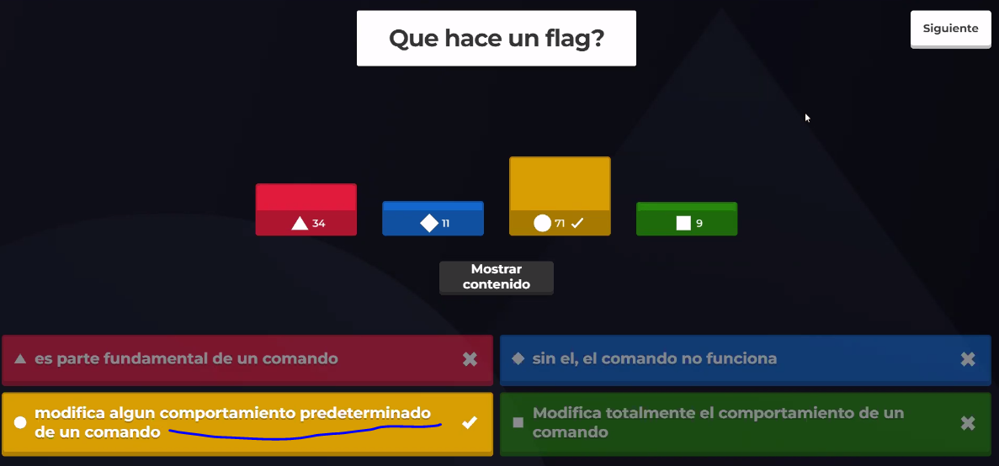 Que hace un flag?
Siguiente
34
11
71
9
Mostrar
contenido
es parte fundamental de un comando
sin el, el comando no funciona
modifica algun comportamiento predeterminado
de un comando
Modifica totalmente el comportamiento de un
comando